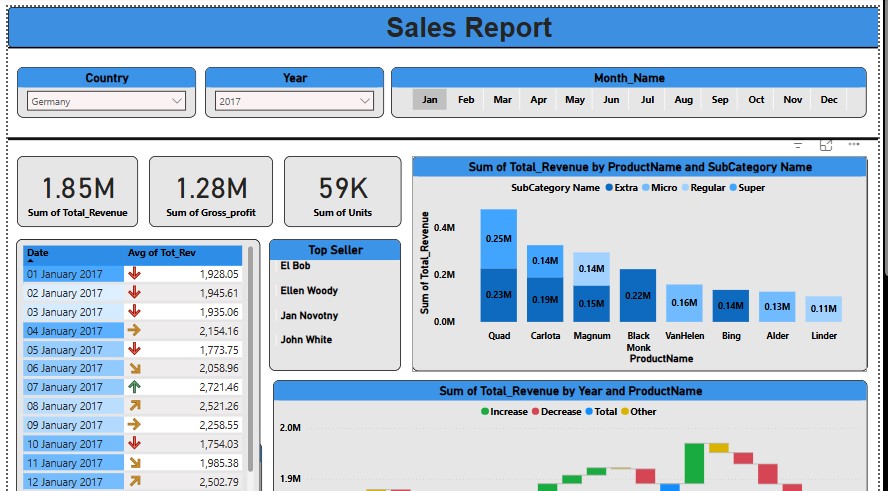 Sales Report
Country
Year
Month_Name
Germany
2017
Jan Feb Mar Apr May Jun Jul Aug Sep Oct Nov Dec
1.85M
Sum of Total_Revenue
1.28M
Sum of Gross_profit
59K
Sum of Units
Sum of Total_Revenue by ProductName and SubCategory Name
SubCategory Name Extra Micro Regular Super
Sum of Total_Revenue
0.4M
0.2M
0.0M
0.25M
0.23M
0.14M
0.19M
0.14M
0.15M
0.22M
0.16M
0.14M
0.13M
0.11M
Quad Carlota Magnum Black Monk VanHelen Bing Alder Linder
ProductName
Date Avg of Tot_Rev
01 January 2017 1,928.05
02 January 2017 1,945.61
03 January 2017 1,935.06
04 January 2017 2,154.16
05 January 2017 1,773.75
06 January 2017 2,058.96
07 January 2017 2,721.46
08 January 2017 2,521.26
09 January 2017 2,258.55
10 January 2017 1,754.03
11 January 2017 1,985.38
12 January 2017 2,502.79
Top Seller
El Bob
Ellen Woody
Jan Novotny
John White
Sum of Total_Revenue by Year and ProductName
Increase Decrease Total Other
2.0M
1.9M